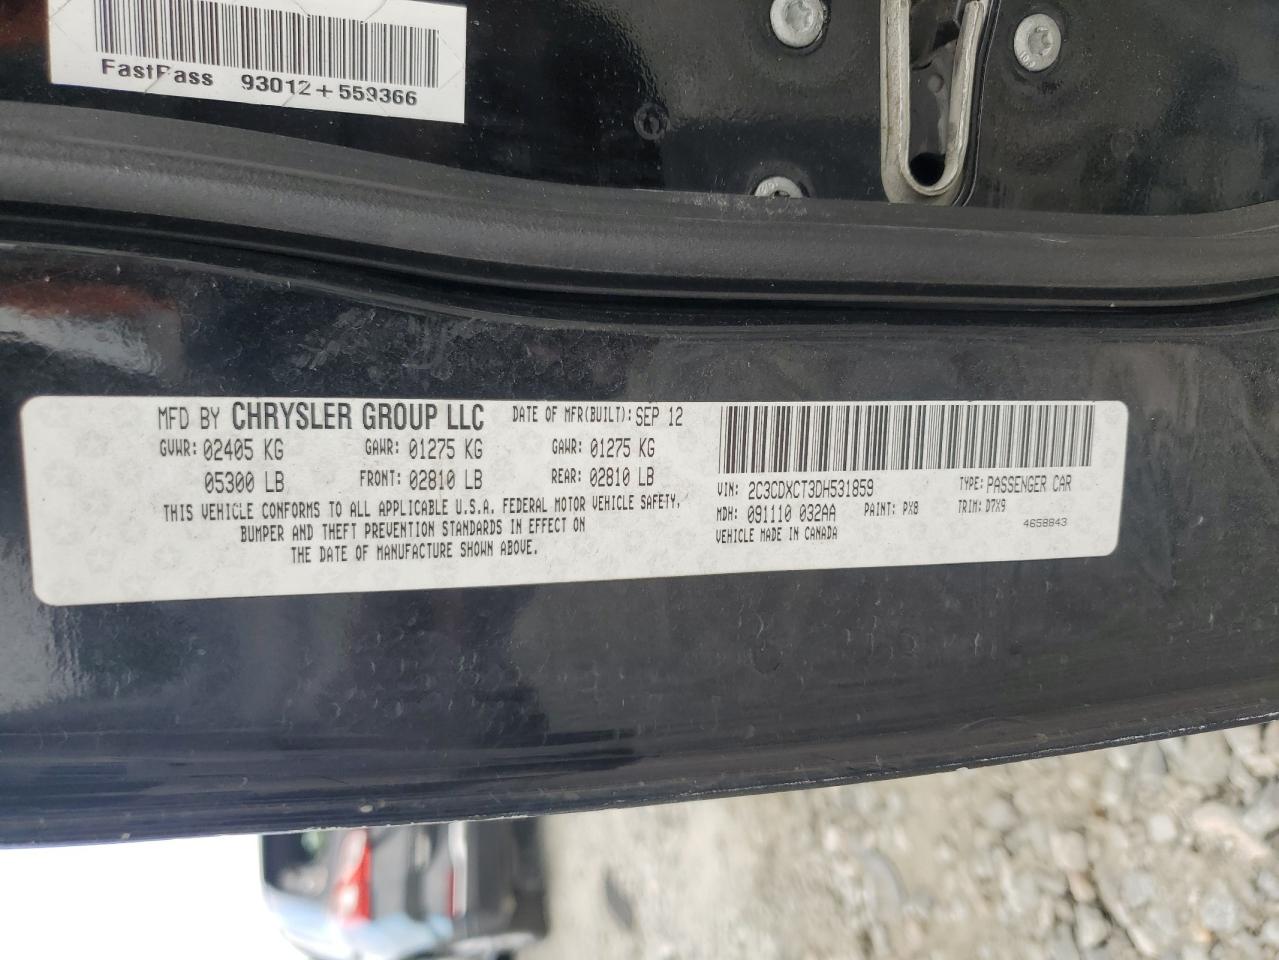 FastPass 93012+559366
MFD BY CHRYSLER GROUP LLC DATE OF MFR(BUILT): SEP 12
GVWR: 02405 KG GAWR: 01275 KG GAWR: 01275 KG
05300 LB FRONT: 02810 LB REAR: 02810 LB
THIS VEHICLE CONFORMS TO ALL APPLICABLE U.S.A. FEDERAL MOTOR VEHICLE SAFETY,
BUMPER AND THEFT PREVENTION STANDARDS IN EFFECT ON
THE DATE OF MANUFACTURE SHOWN ABOVE.
VIN: 2C3CDXCT3DH531859 TYPE: PASSENGER CAR
MDH: 091110 032AA PAINT: PX8 TRIM: D7X9
VEHICLE MADE IN CANADA 4658843